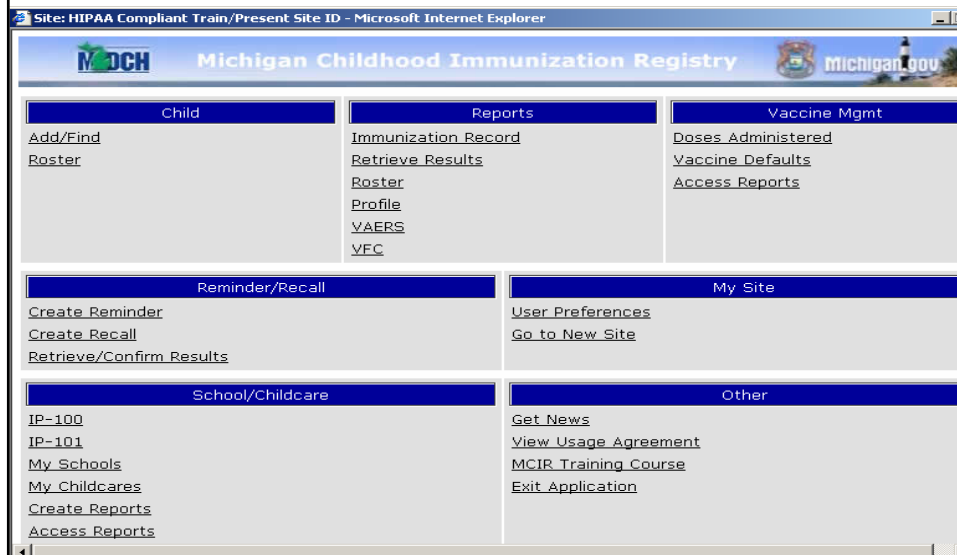 Site: HIPAA Compliant Train/Present Site ID - Microsoft Internet Explorer
MDCH
Michigan Childhood Immunization Registry
michigan.gov
Child
Add/Find
Roster
Reports
Immunization Record
Retrieve Results
Roster
Profile
VAERS
VFC
Vaccine Mgmt
Doses Administered
Vaccine Defaults
Access Reports
Reminder/Recall
Create Reminder
Create Recall
Retrieve/Confirm Results
My Site
User Preferences
Go to New Site
School/Childcare
IP-100
IP-101
My Schools
My Childcares
Create Reports
Access Reports
Other
Get News
View Usage Agreement
MCIR Training Course
Exit Application